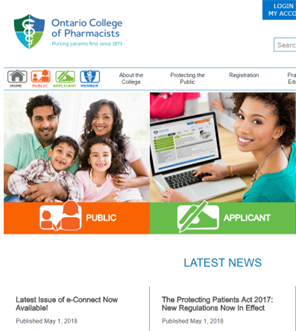 LOGIN
MY ACCO
Ontario College
of Pharmacists
Putting patients first since 1871
Searc
HOME PUBLIC APPLICANT MEMBER
About the
College
Protecting the
Public
Registration
Pra
Edu
PUBLIC
APPLICANT
LATEST NEWS
Latest Issue of e-Connect Now
Available!
Published May 1, 2018
The Protecting Patients Act 2017:
New Regulations Now In Effect
Published May 1, 2018